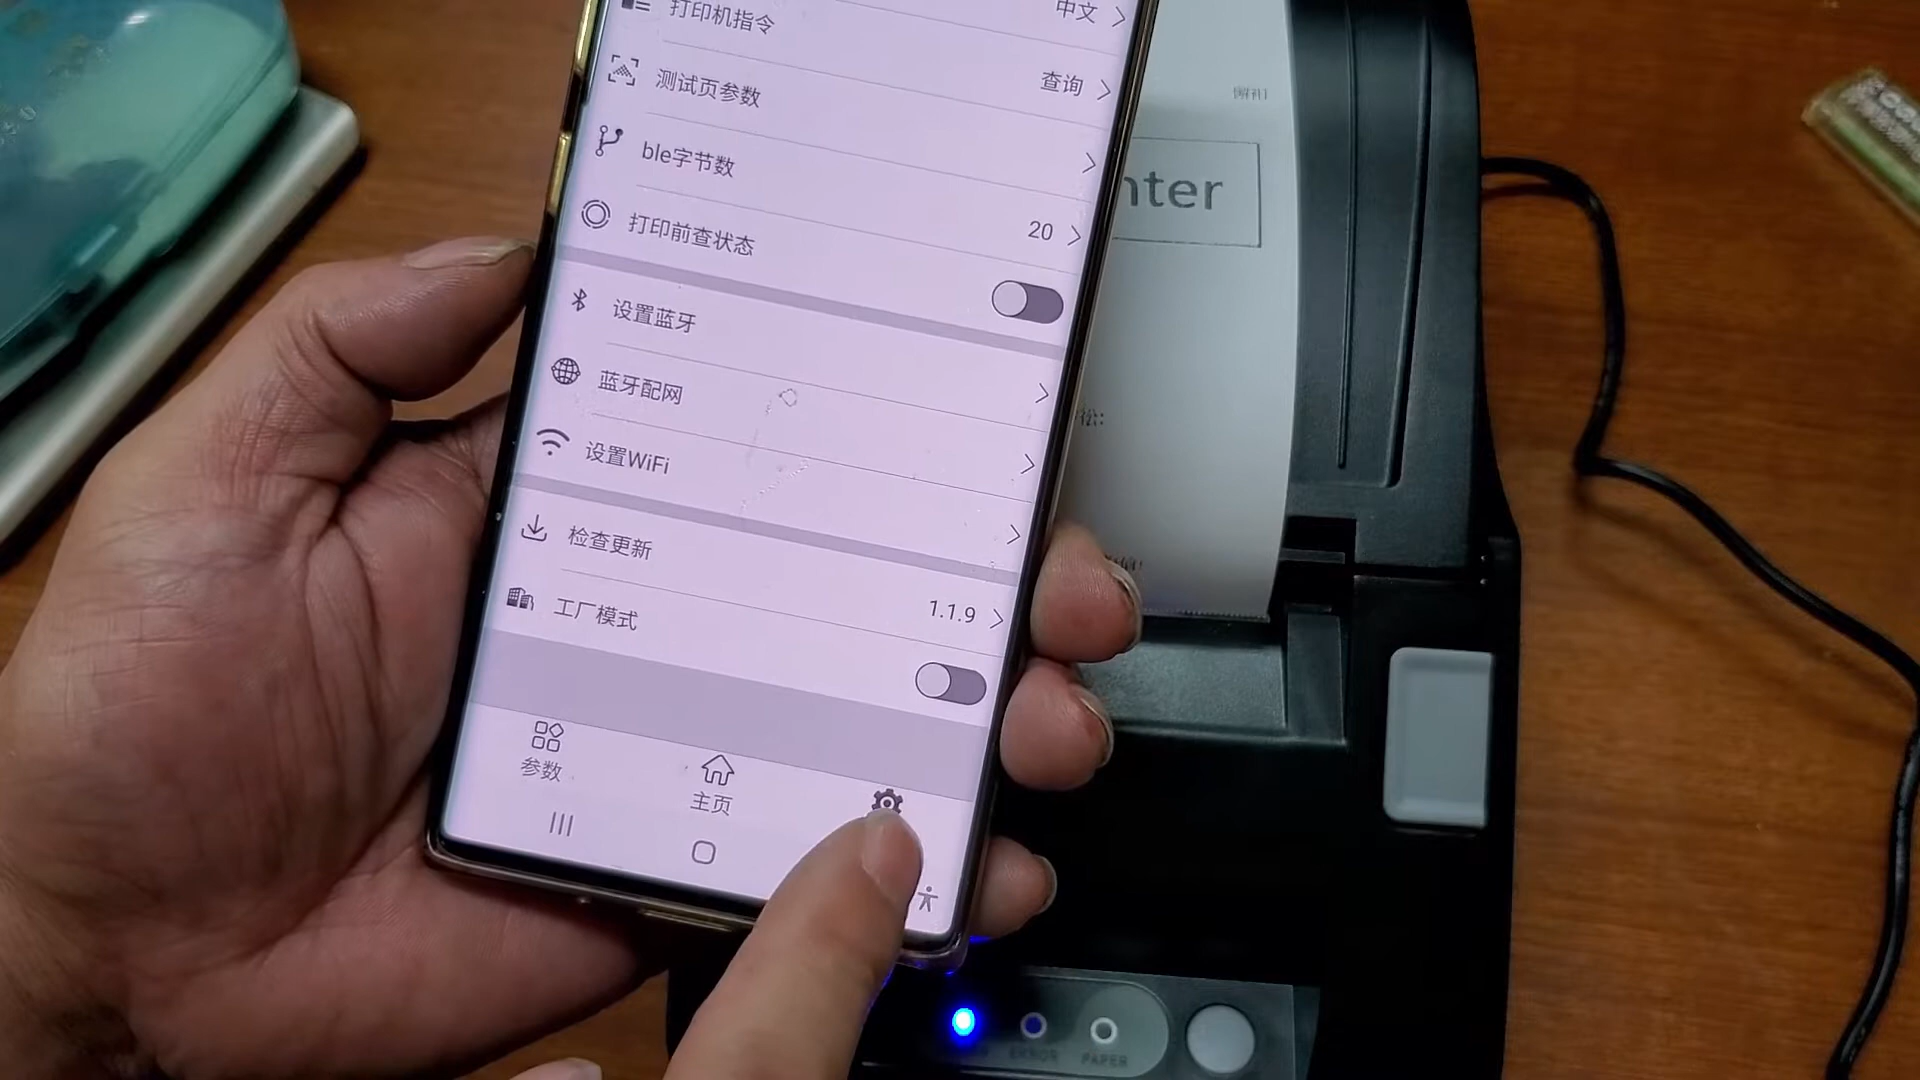 中文
打印机指令
查询
测试页参数
ble字节数
20
打印前查状态
设置蓝牙
蓝牙配网
设置WiFi
检查更新
1.1.9
工厂模式
参数
主页
nter
ERROR
PAPER